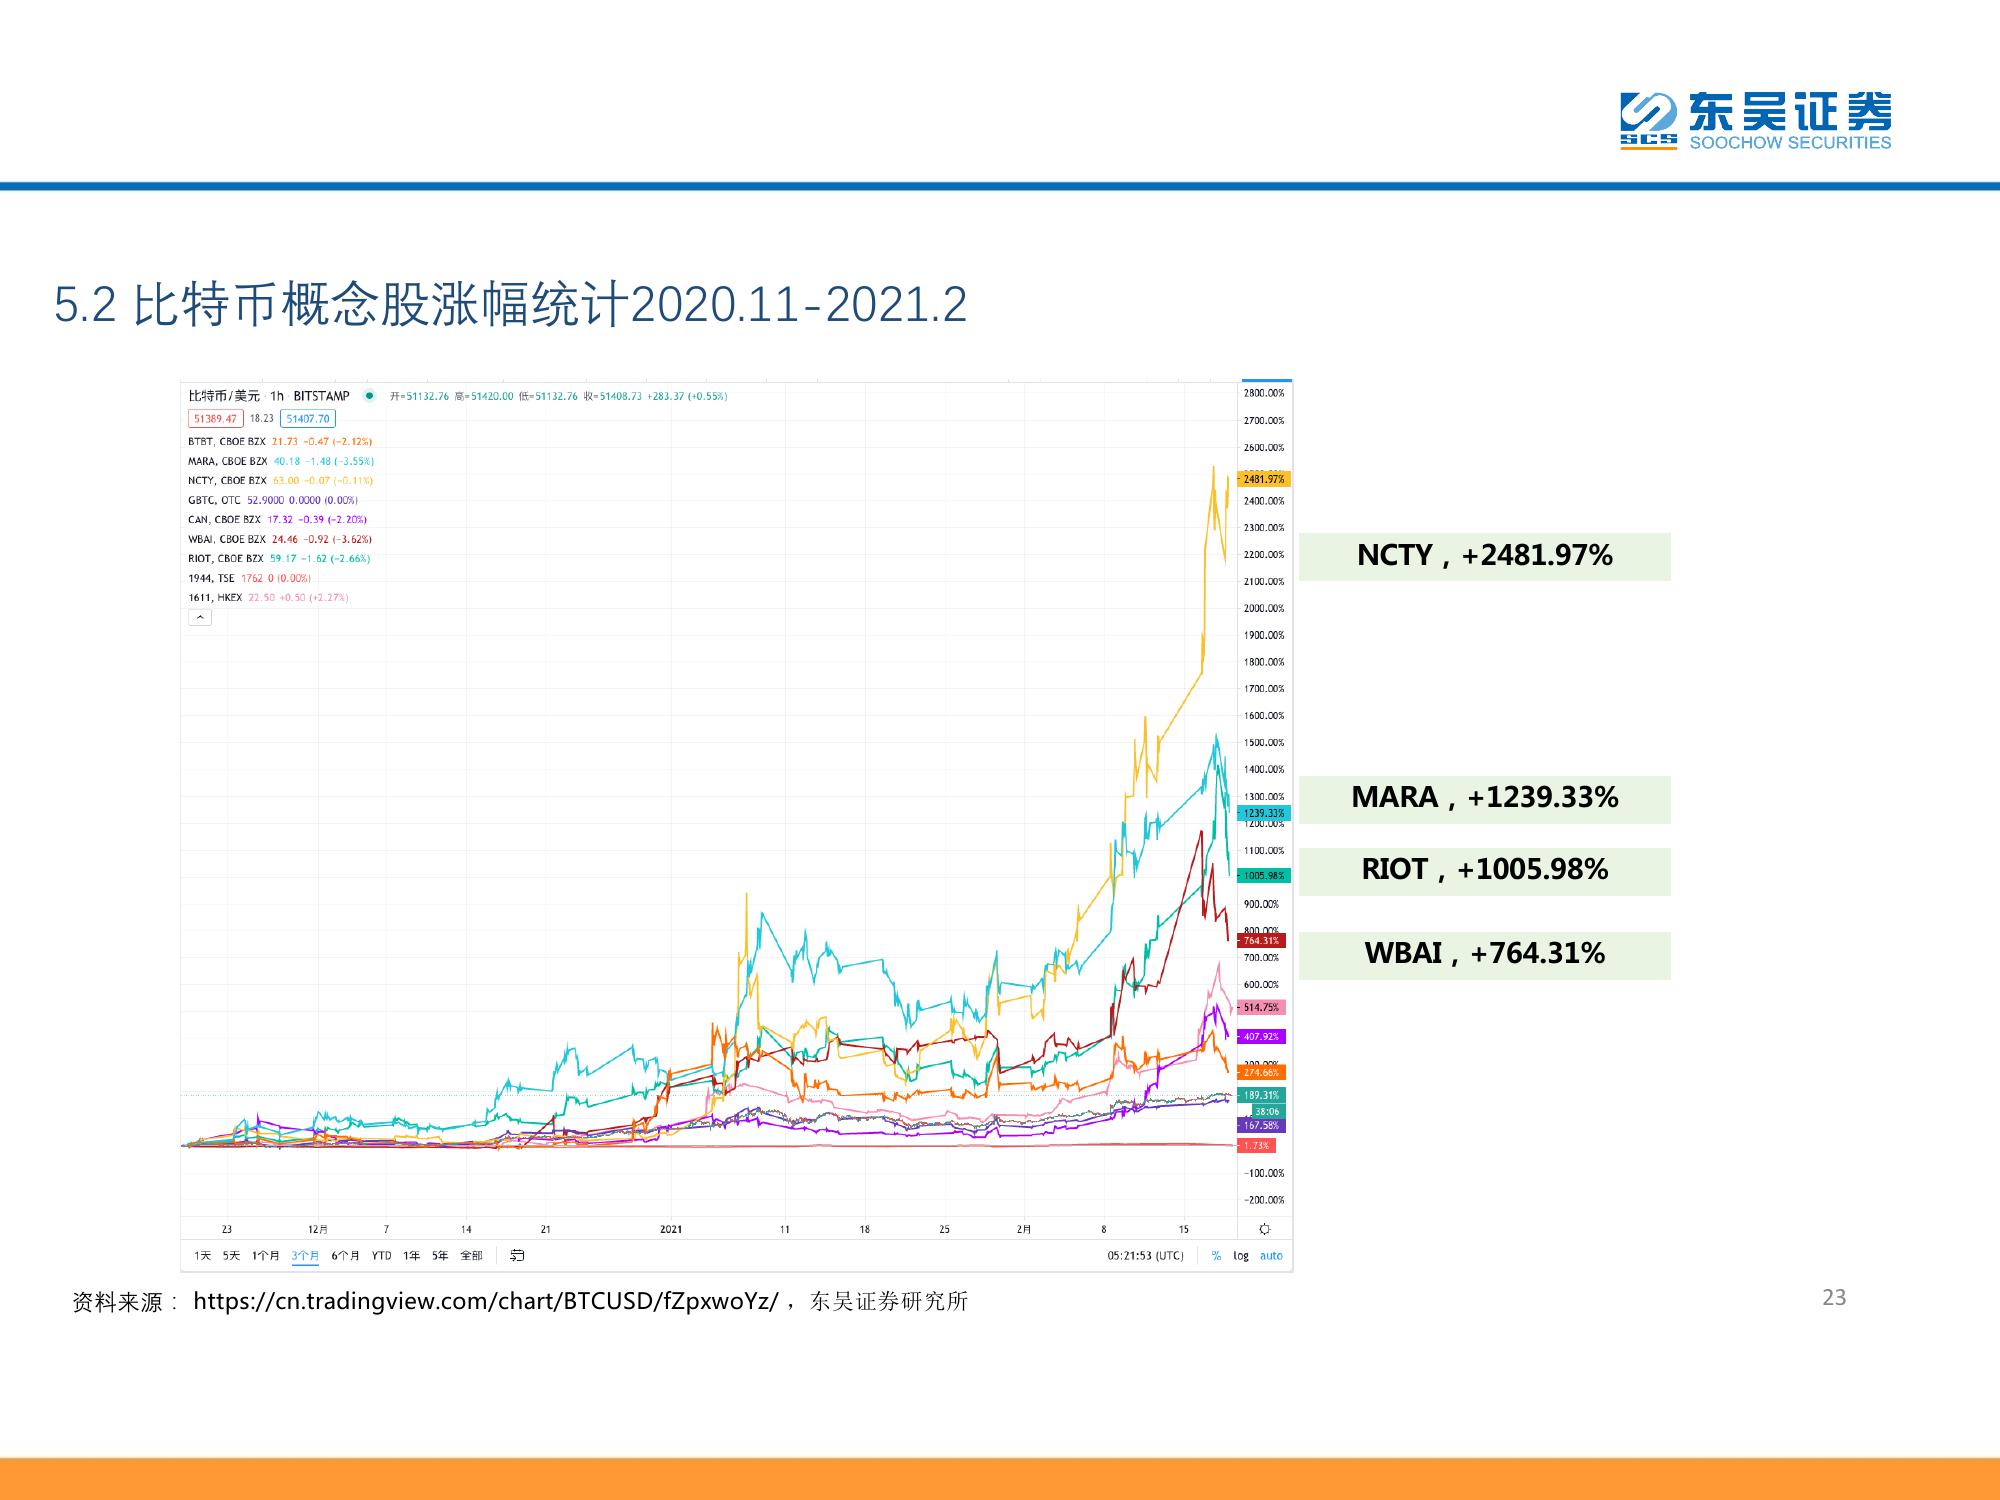 SCS 东吴证券
SOOCHOW SECURITIES
5.2 比特币概念股涨幅统计2020.11-2021.2
比特币/美元 · 1h · BITSTAMP 开=51132.76 高=51420.00 低=51132.76 收=51408.73 +283.37 (+0.55%)
51389.47 18.23 51407.70
BTBT, CBOE BZX 21.73 −0.47 (−2.12%)
MARA, CBOE BZX 40.18 −1.48 (−3.55%)
NCTY, CBOE BZX 63.00 −0.07 (−0.11%)
GBTC, OTC 52.9000 0.0000 (0.00%)
CAN, CBOE BZX 17.32 −0.39 (−2.20%)
WBAI, CBOE BZX 24.46 −0.92 (−3.62%)
RIOT, CBOE BZX 59.17 −1.62 (−2.66%)
1944, TSE 1762 0 (0.00%)
1611, HKEX 22.50 +0.50 (+2.27%)
2800.00%
2700.00%
2600.00%
2481.97%
2400.00%
2300.00%
2200.00%
2100.00%
2000.00%
1900.00%
1800.00%
1700.00%
1600.00%
1500.00%
1400.00%
1300.00%
1239.33%
1200.00%
1100.00%
1005.98%
900.00%
800.00%
764.31%
700.00%
600.00%
514.75%
407.92%
300.00%
274.66%
189.31%
38:06
167.58%
1.73%
−100.00%
−200.00%
NCTY，+2481.97%
MARA，+1239.33%
RIOT，+1005.98%
WBAI，+764.31%
23 12月 7 14 21 2021 11 18 25 2月 8 15
1天 5天 1个月 3个月 6个月 YTD 1年 5年 全部 05:21:53 (UTC) % log auto
资料来源： https://cn.tradingview.com/chart/BTCUSD/fZpxwoYz/ ，东吴证券研究所
23